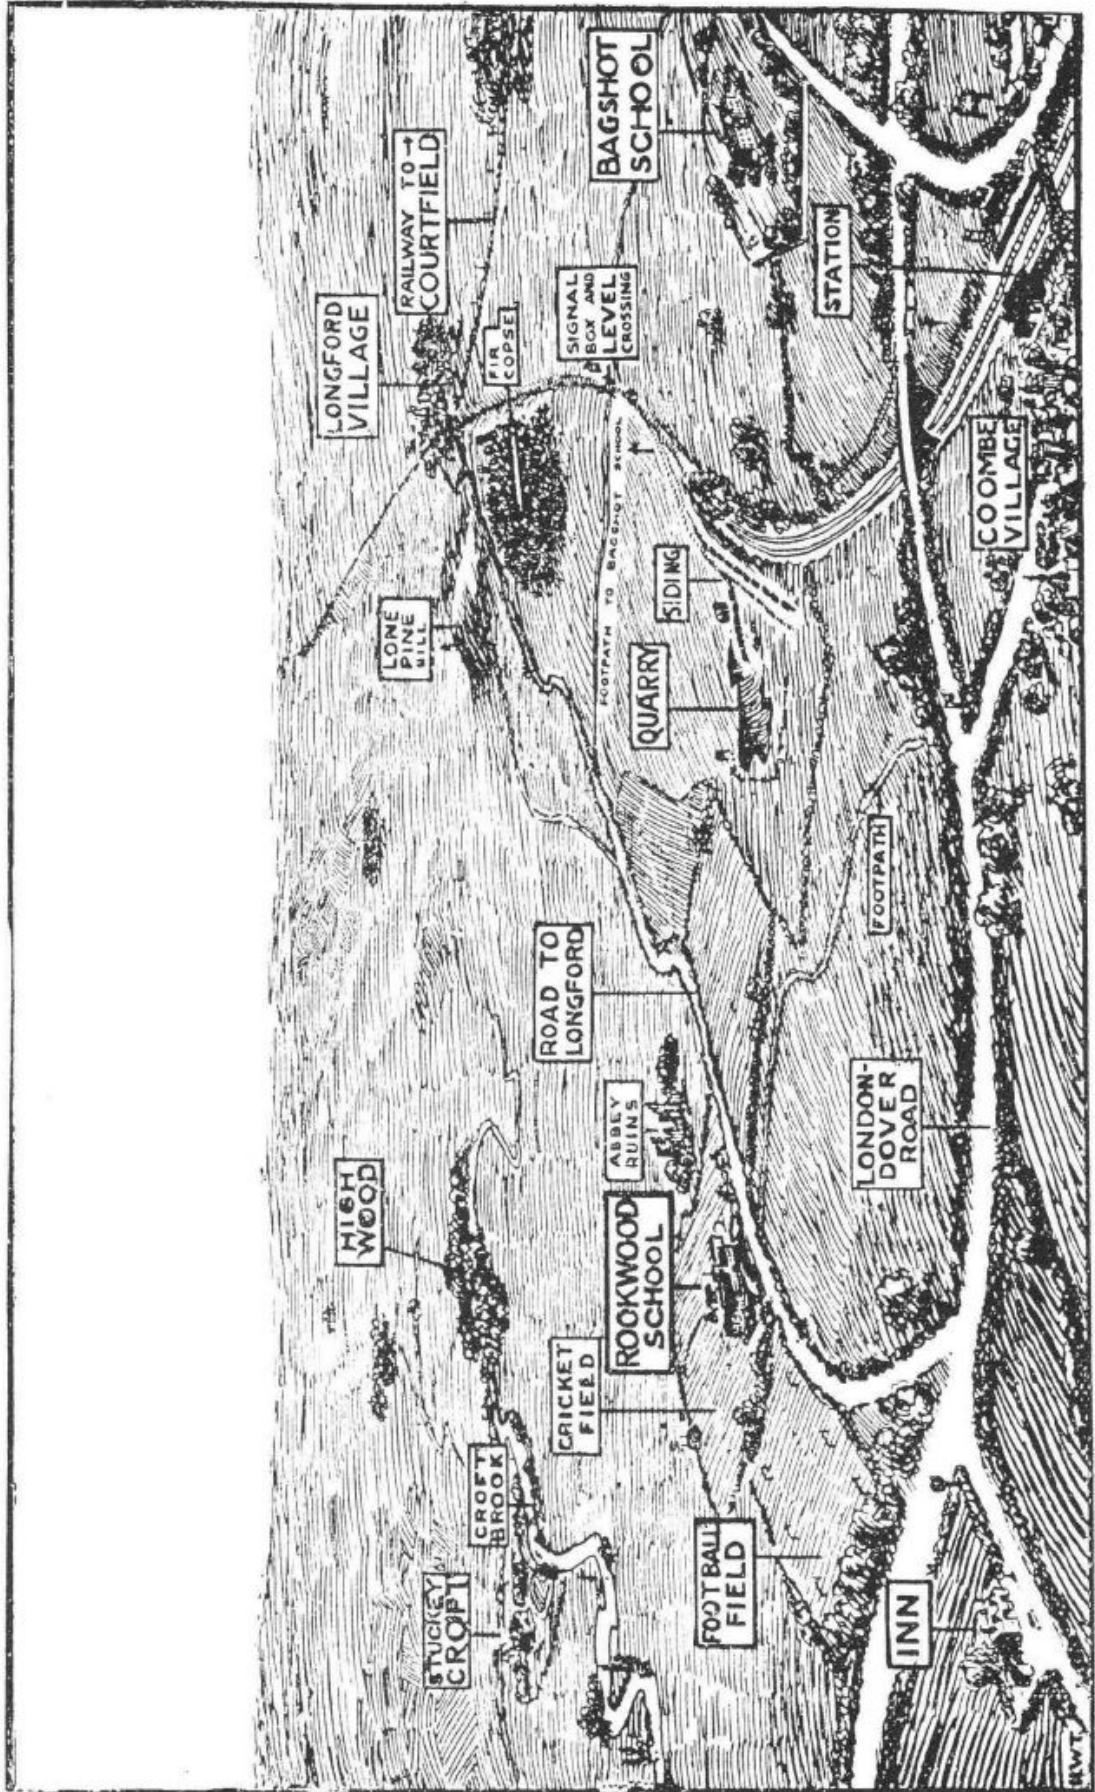 HIGH
WOOD
LONGFORD
VILLAGE
STUCKEY
CROFT
CROFT
BROOK
LONE
PINE
HILL
RAILWAY TO →
COURTFIELD
FIR
COPSE
CRICKET
FIELD
ROOKWOOD
SCHOOL
ABBEY
RUINS
ROAD TO
LONGFORD
FOOTPATH TO BAGSHOT SCHOOL
SIGNAL
BOX AND
LEVEL
CROSSING
BAGSHOT
SCHOOL
FOOTBALL
FIELD
QUARRY
SIDING
STATION
INN
LONDON-
DOVER
ROAD
FOOTPATH
COOMBE
VILLAGE